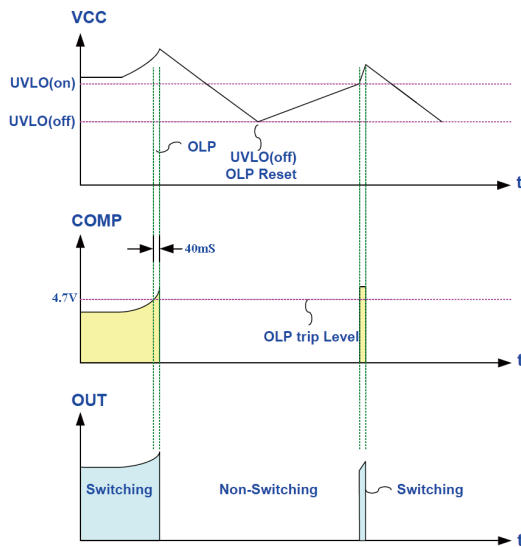 VCC
UVLO(on)
UVLO(off)
OLP
UVLO(off)
OLP Reset
t
COMP
40mS
4.7V
OLP trip Level
t
OUT
Switching
Non-Switching
Switching
t